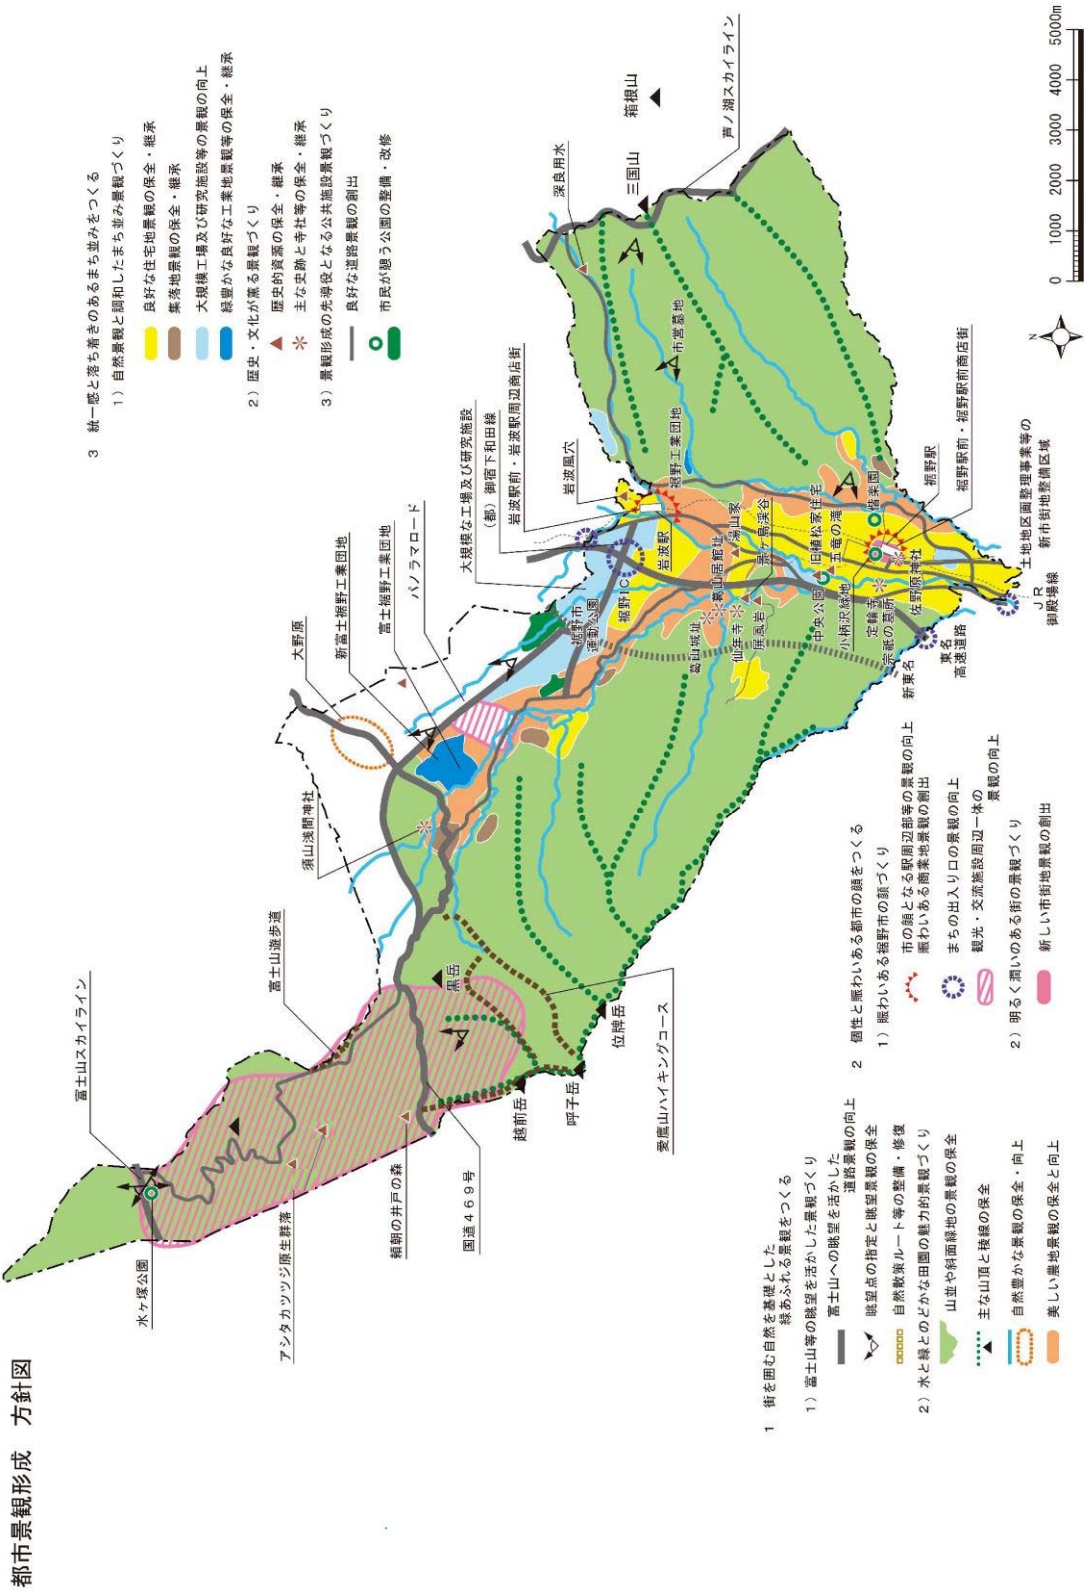 都市景観形成 方針図
水ヶ塚公園
富士山スカイライン
アシタカツツジ原生群落
頼朝の井戸の森
国道469号
富士山遊歩道
黒岳
越前岳
呼子岳
位牌岳
愛鷹山ハイキングコース
須山浅間神社
大野原
新富士裾野工業団地
富士裾野工業団地
パノラマロード
大規模な工場及び研究施設
(都)御宿下和田線
岩波駅前・岩波駅周辺商店街
岩波風穴
裾野市
運動公園
裾野IC
岩波駅
裾野工業団地
市営墓地
深良用水
三国山
箱根山
芦ノ湖スカイライン
葛山城址
葛山居館址
湯山家
仙年寺
屏風岩
景ヶ島渓谷
中央公園
旧植松家住宅
五竜の滝
小柄沢緑地
偕楽園
定輪寺
宗祇の墓所
佐野原神社
裾野駅
裾野駅前・裾野駅前商店街
新東名
東名
高速道路
JR
御殿場線
土地区画整理事業等の
新市街地整備区域
N
0 1000 2000 3000 4000 5000m
1 街を囲む自然を基礎とした
緑あふれる景観をつくる
1)富士山等の眺望を活かした景観づくり
富士山への眺望を活かした
道路景観の向上
眺望点の指定と眺望景観の保全
自然散策ルート等の整備・修復
2)水と緑とのどかな田園の魅力的景観づくり
山並や斜面緑地の景観の保全
主な山頂と稜線の保全
自然豊かな景観の保全・向上
美しい農地景観の保全と向上
2 個性と賑わいある都市の顔をつくる
1)賑わいある裾野市の顔づくり
市の顔となる駅周辺部等の景観の向上
賑わいある商業地景観の創出
まちの出入り口の景観の向上
観光・交流施設周辺一体の
景観の向上
2)明るく潤いのある街の景観づくり
新しい市街地景観の創出
3 統一感と落ち着きのあるまち並みをつくる
1)自然景観と調和したまち並み景観づくり
良好な住宅地景観の保全・継承
集落地景観の保全・継承
大規模工場及び研究施設等の景観の向上
緑豊かな良好な工業地景観等の保全・継承
2)歴史・文化が薫る景観づくり
歴史的資源の保全・継承
主な史跡と寺社等の保全・継承
3)景観形成の先導役となる公共施設景観づくり
良好な道路景観の創出
市民が憩う公園の整備・改修